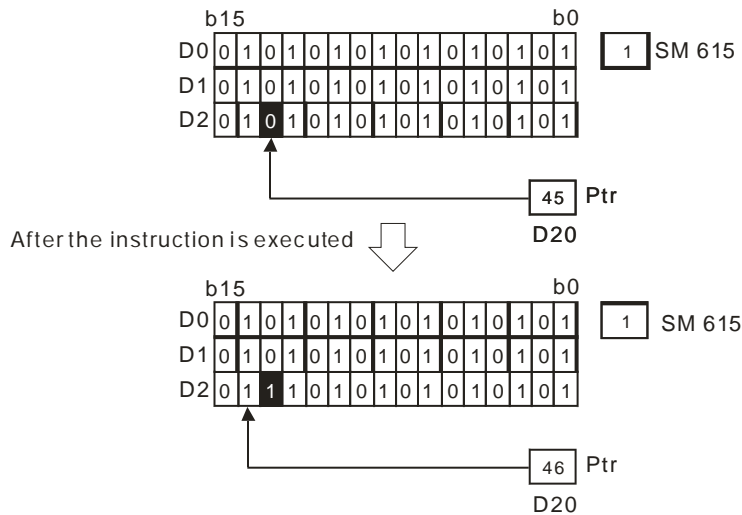 b15 b0
D0 0 1 0 1 0 1 0 1 0 1 0 1 0 1 0 1 1 SM 615
D1 0 1 0 1 0 1 0 1 0 1 0 1 0 1 0 1
D2 0 1 0 1 0 1 0 1 0 1 0 1 0 1 0 1
45 Ptr
D20
After the instruction is executed
b15 b0
D0 0 1 0 1 0 1 0 1 0 1 0 1 0 1 0 1 1 SM 615
D1 0 1 0 1 0 1 0 1 0 1 0 1 0 1 0 1
D2 0 1 1 1 0 1 0 1 0 1 0 1 0 1 0 1
46 Ptr
D20